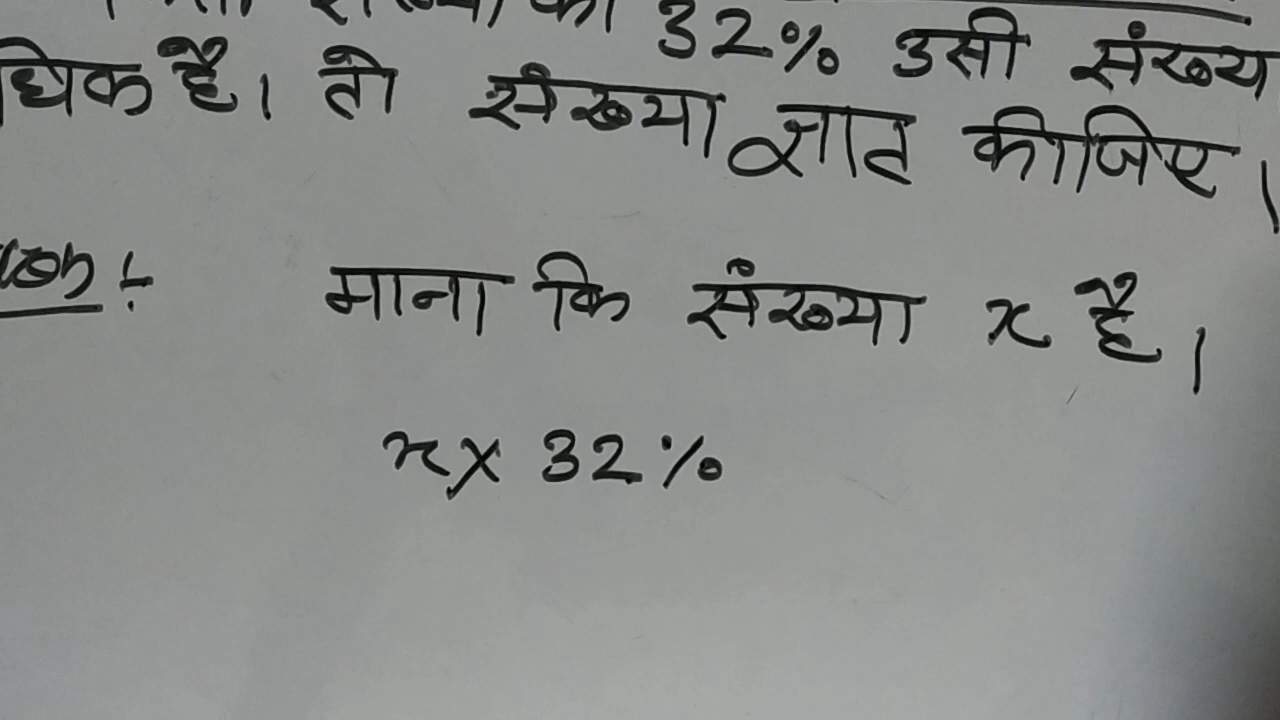 32% उसी संख्य
धिक है। तो संख्या ज्ञात कीजिए।
माना कि संख्या x है।
x × 32%